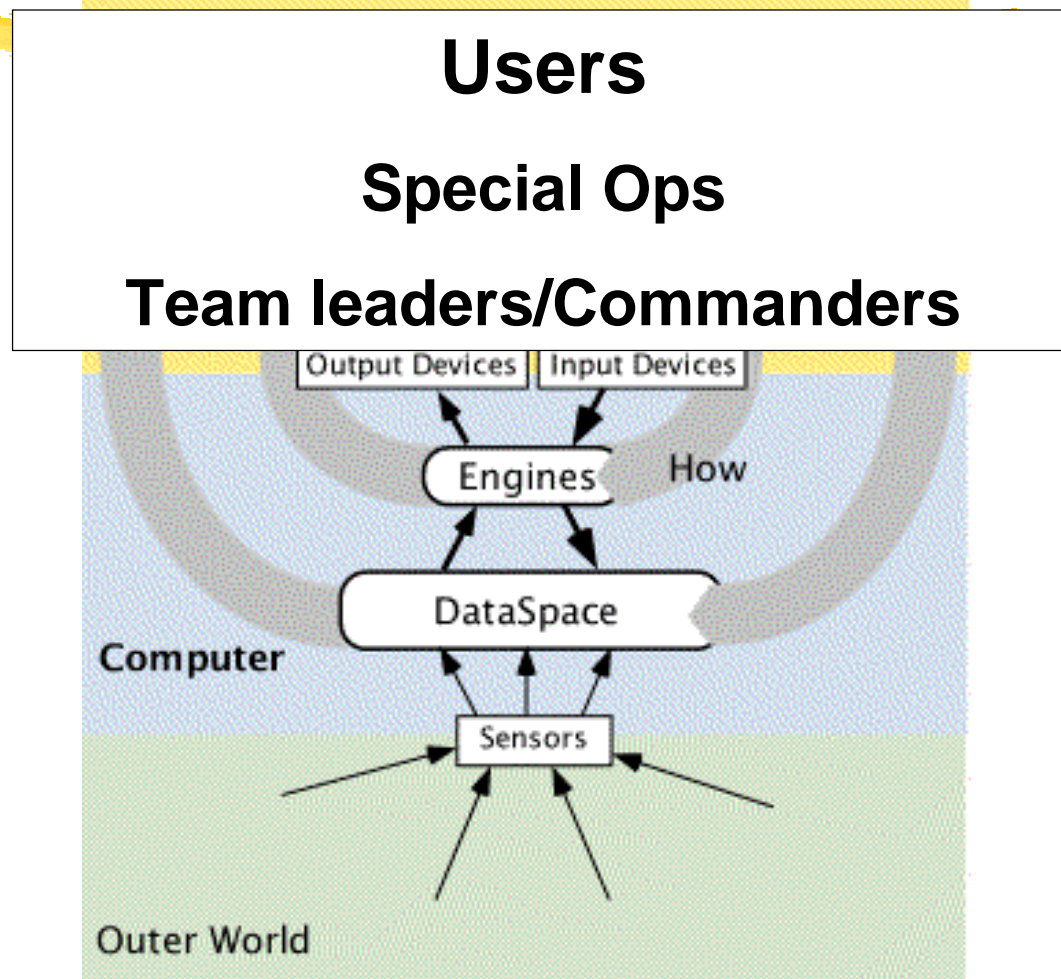 Users
Special Ops
Team leaders/Commanders
Output Devices Input Devices
Engines
How
DataSpace
Computer
Sensors
Outer World